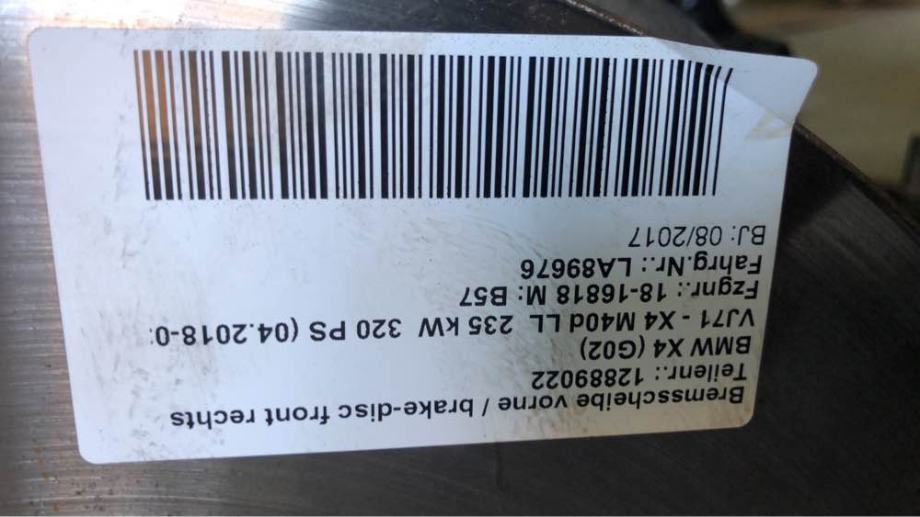 Bremsscheibe vorne / brake-disc front rechts
Teilenr.: 12889022
BMW X4 (G02)
VJ71 - X4 M40d LL 235 kW 320 PS (04.2018-0
Fzgnr.: 18-16818 M: B57
Fahrg.Nr.: LA89676
BJ: 08/2017